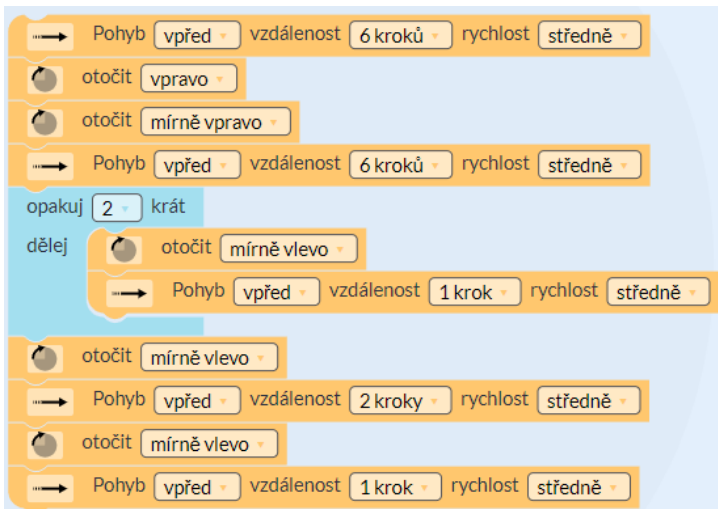 Pohyb vpřed vzdálenost 6 kroků rychlost středně
otočit vpravo
otočit mírně vpravo
Pohyb vpřed vzdálenost 6 kroků rychlost středně
opakuj 2 krát
dělej otočit mírně vlevo
Pohyb vpřed vzdálenost 1 krok rychlost středně
otočit mírně vlevo
Pohyb vpřed vzdálenost 2 kroky rychlost středně
otočit mírně vlevo
Pohyb vpřed vzdálenost 1 krok rychlost středně